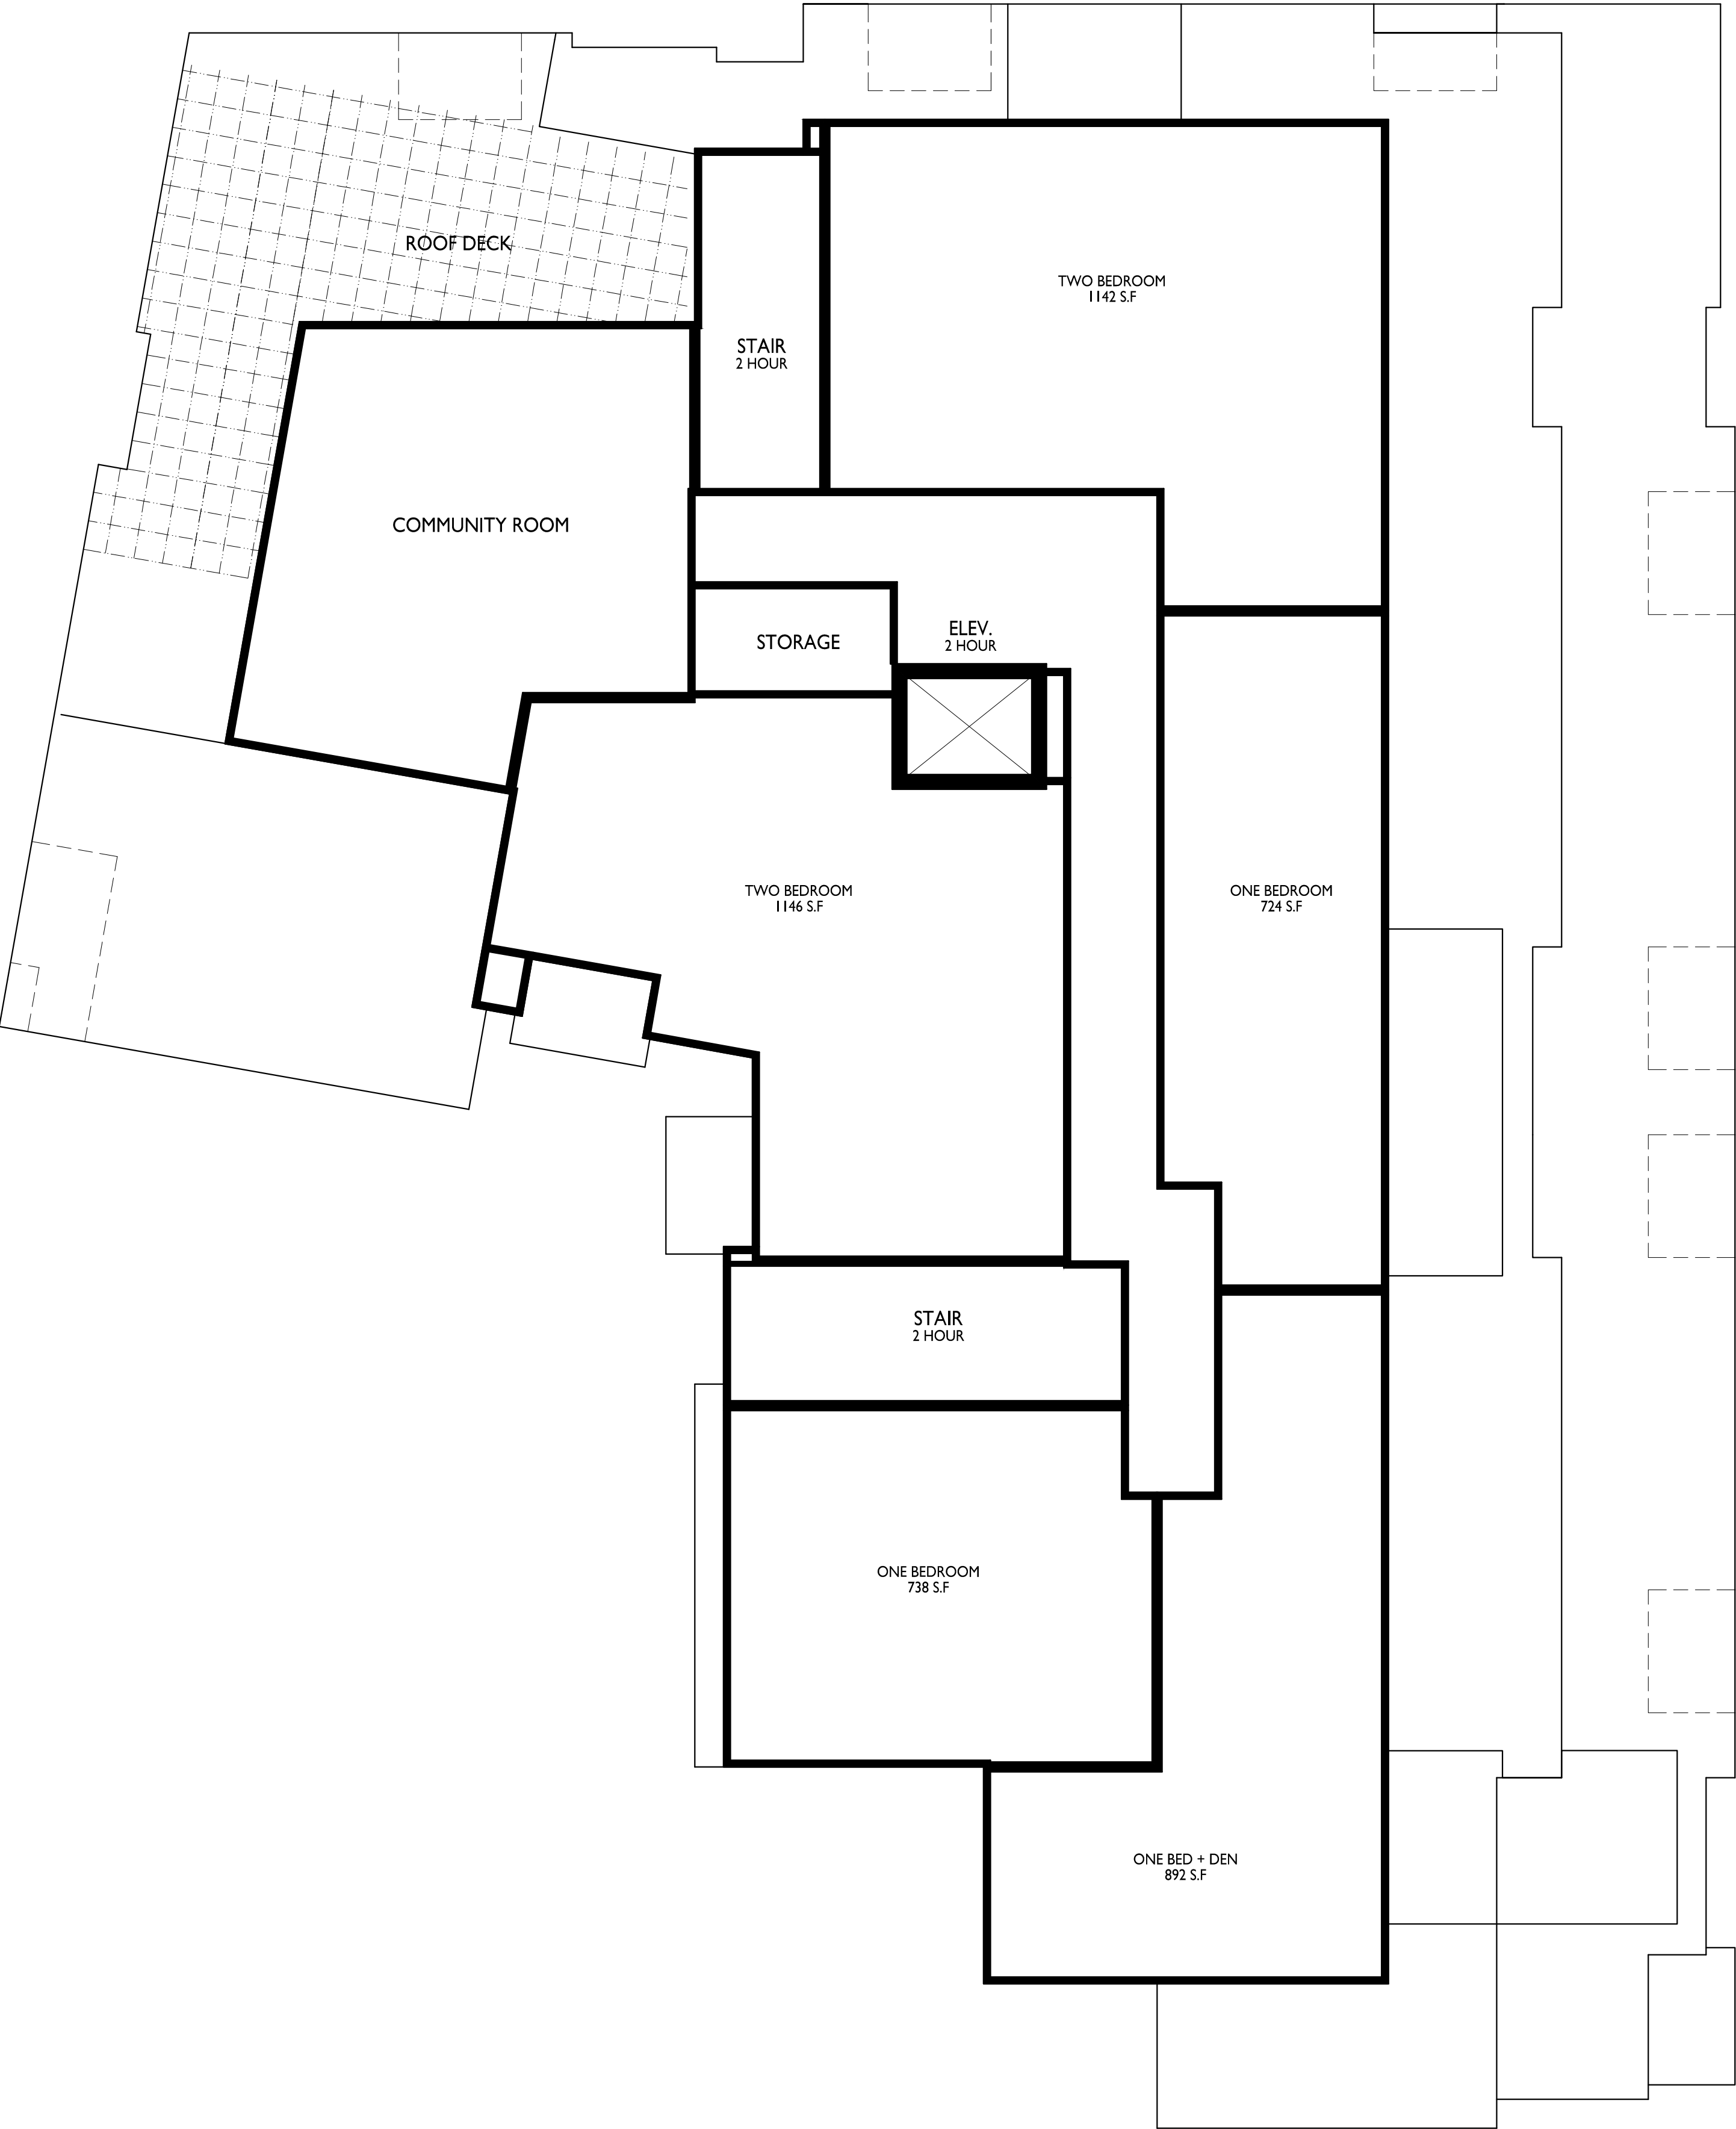 ROOF DECK
TWO BEDROOM
1142 S.F
STAIR
2 HOUR
COMMUNITY ROOM
ELEV.
2 HOUR
STORAGE
TWO BEDROOM
1146 S.F
ONE BEDROOM
724 S.F
STAIR
2 HOUR
ONE BEDROOM
738 S.F
ONE BED + DEN
892 S.F